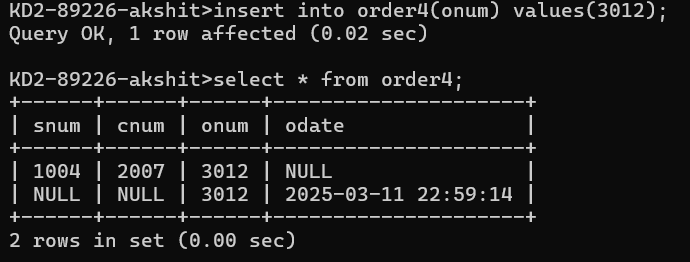 KD2-89226-akshit>insert into order4(onum) values(3012);
Query OK, 1 row affected (0.02 sec)

KD2-89226-akshit>select * from order4;
+------+------+------+---------------------+
| snum | cnum | onum | odate               |
+------+------+------+---------------------+
| 1004 | 2007 | 3012 | NULL                |
| NULL | NULL | 3012 | 2025-03-11 22:59:14 |
+------+------+------+---------------------+
2 rows in set (0.00 sec)